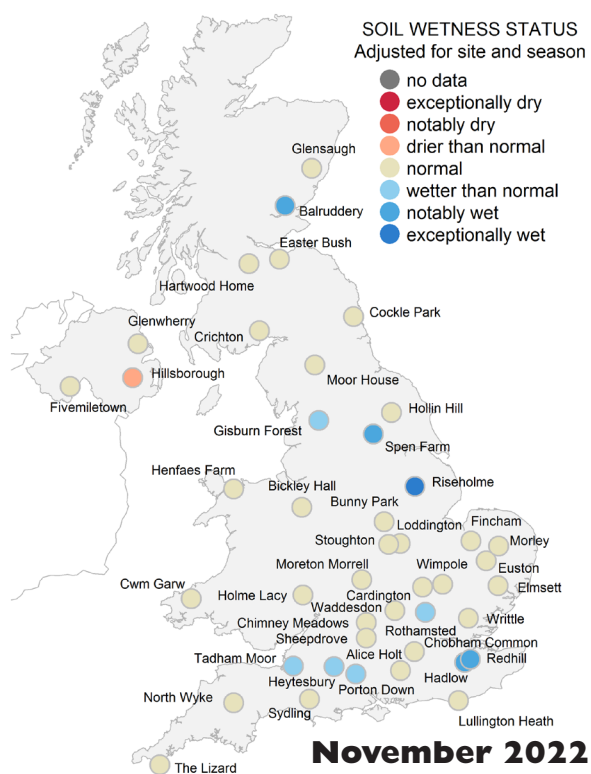 SOIL WETNESS STATUS
Adjusted for site and season
no data
exceptionally dry
notably dry
drier than normal
normal
wetter than normal
notably wet
exceptionally wet
Glensaugh
Balruddery
Easter Bush
Hartwood Home
Cockle Park
Glenwherry
Crichton
Hillsborough
Moor House
Fivemiletown
Hollin Hill
Gisburn Forest
Spen Farm
Henfaes Farm
Bickley Hall
Riseholme
Bunny Park
Loddington
Fincham
Stoughton
Morley
Moreton Morrell
Wimpole
Euston
Cwm Garw
Holme Lacy
Cardington
Elmsett
Waddesdon
Chimney Meadows
Writtle
Sheepdrove
Rothamsted
Chobham Common
Tadham Moor
Alice Holt
Redhill
Heytesbury
Hadlow
Porton Down
North Wyke
Sydling
Lullington Heath
The Lizard
November 2022